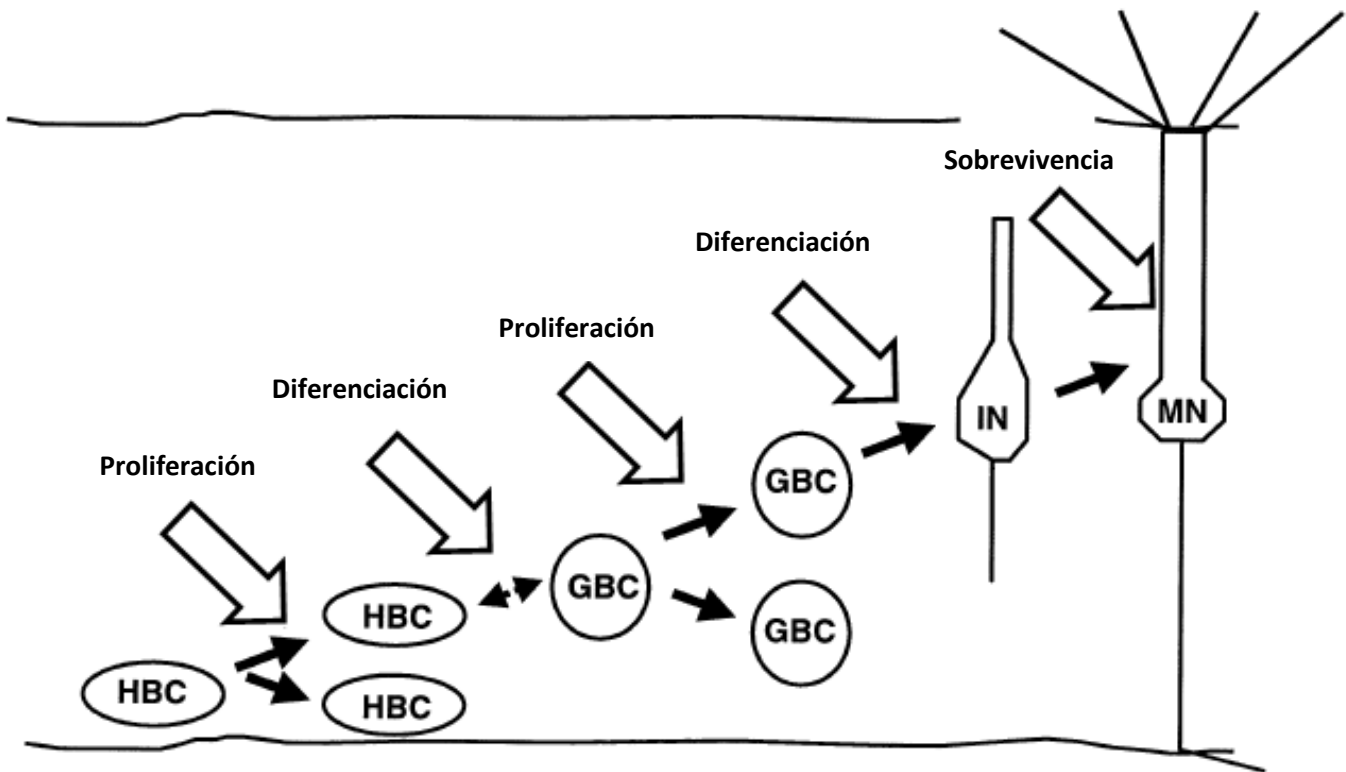 Sobrevivencia
Diferenciación
Proliferación
Diferenciación
Proliferación
IN
MN
GBC
GBC
GBC
HBC
HBC
HBC